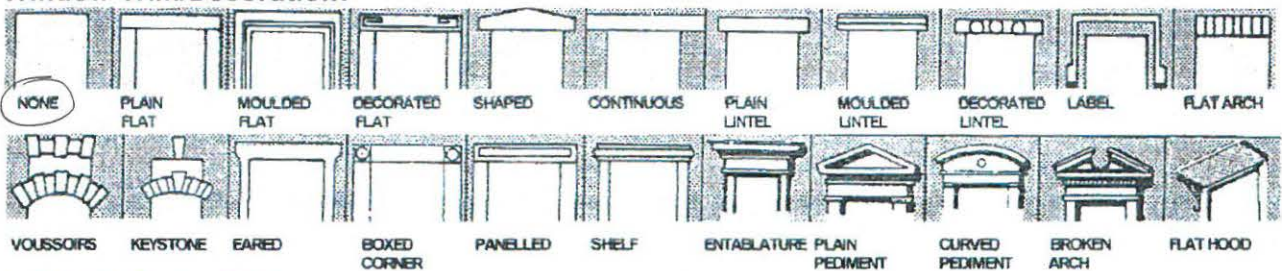 NONE PLAIN MOULDED DECORATED SHAPED CONTINUOUS PLAIN MOULDED DECORATED LABEL FLAT ARCH
FLAT FLAT FLAT LINTEL LINTEL LINTEL
VOUSSOIRS KEYSTONE EARED BOXED PANELLED SHELF ENTABLATURE PLAIN CURVED BROKEN FLAT HOOD
CORNER PEDIMENT PEDIMENT ARCH